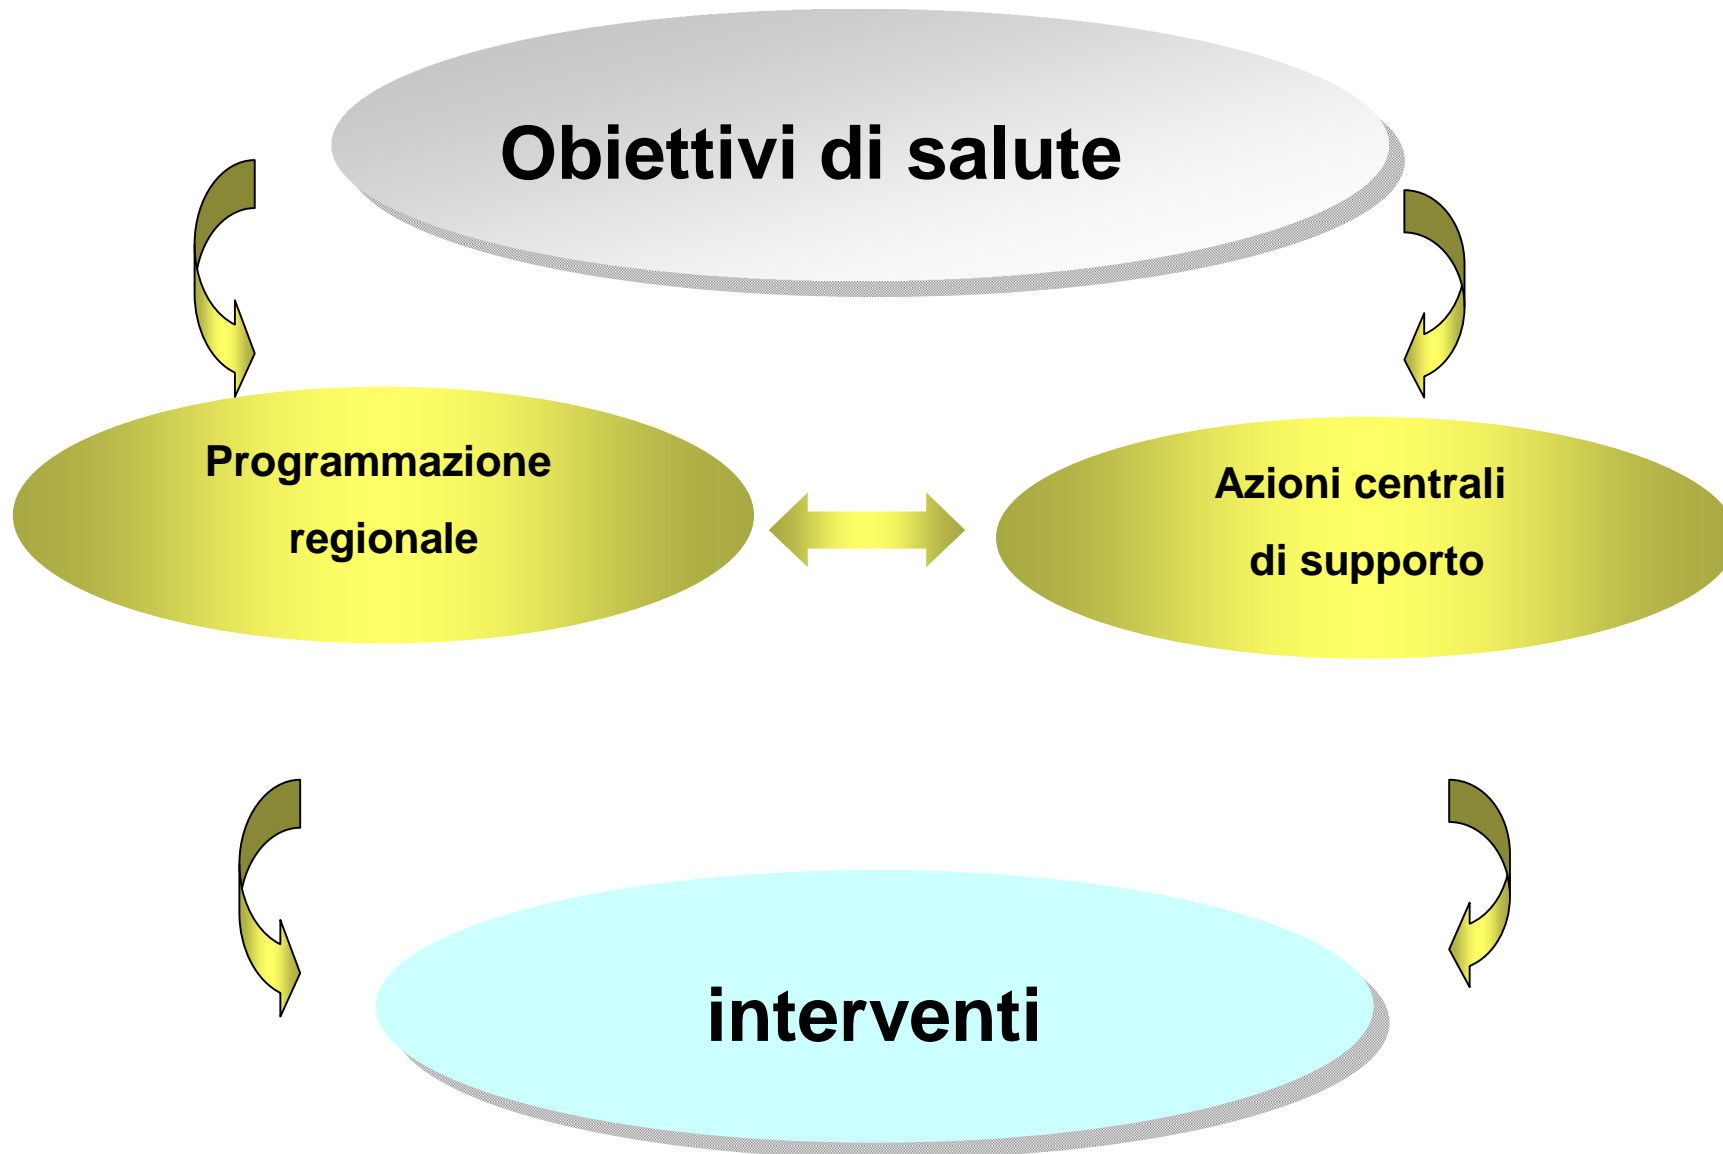 Obiettivi di salute
Programmazione
regionale
Azioni centrali
di supporto
interventi